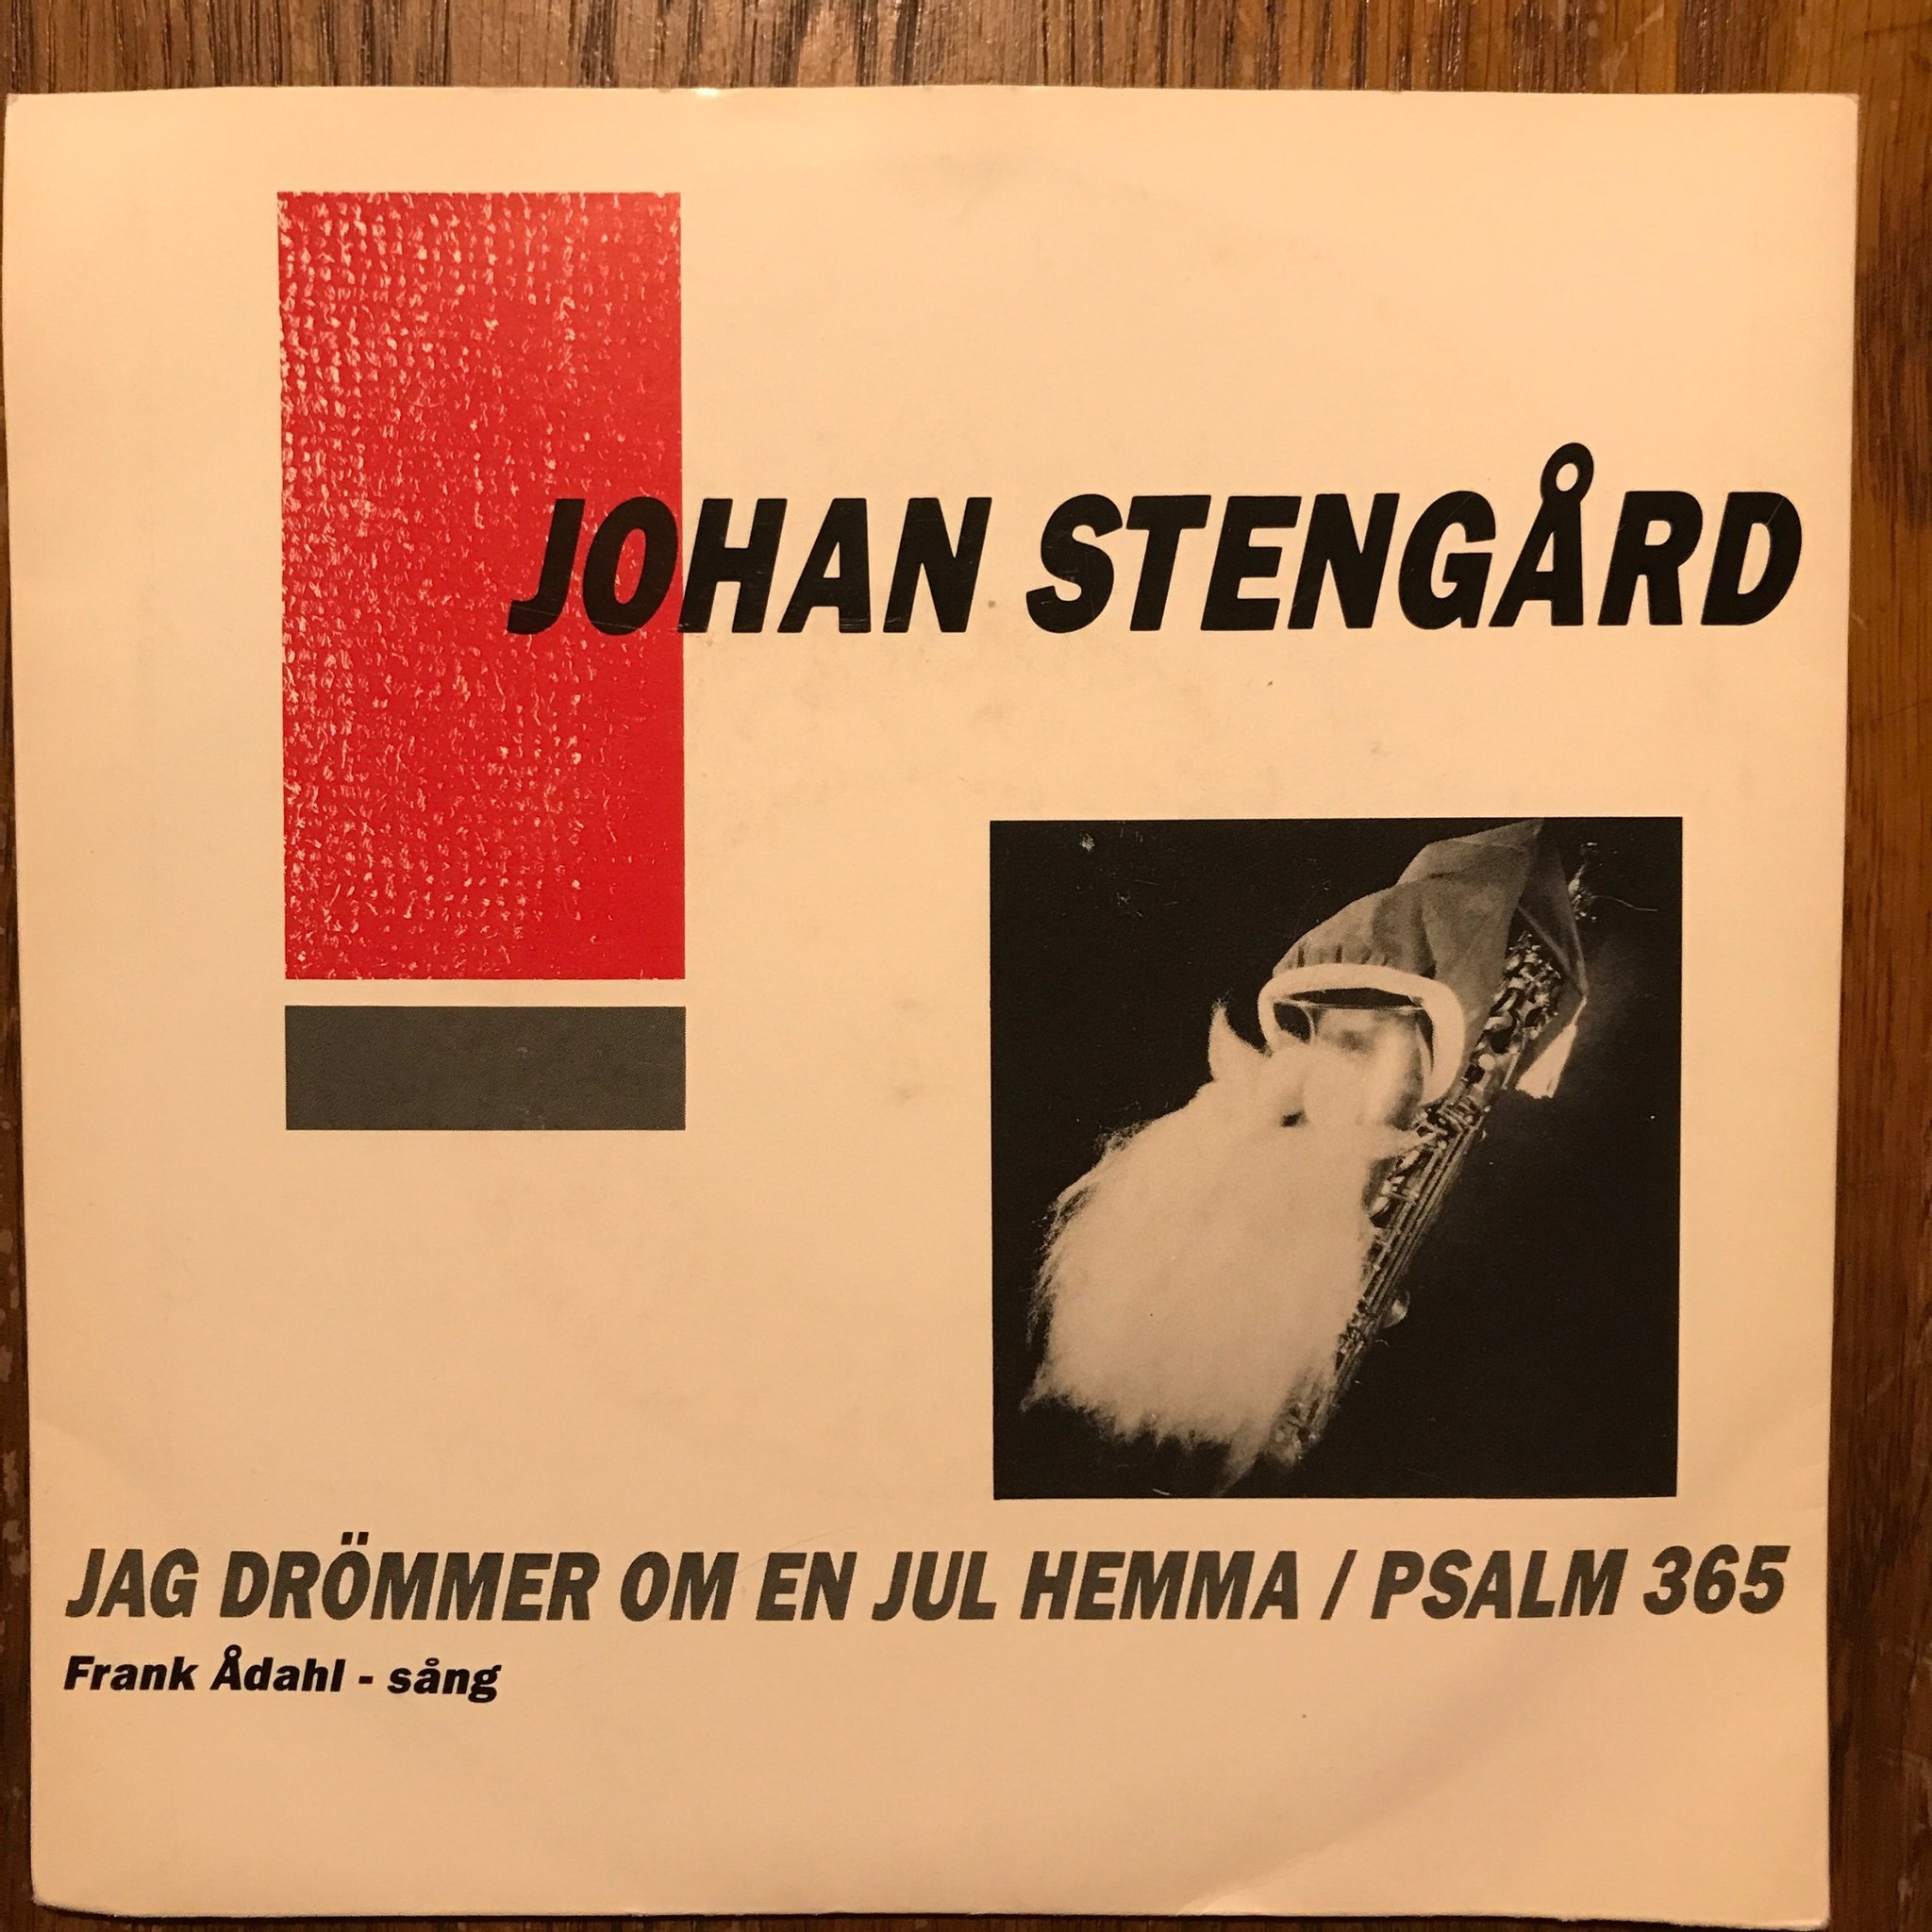 JOHAN STENGÅRD
JAG DRÖMMER OM EN JUL HEMMA / PSALM 365
Frank Ådahl - sång